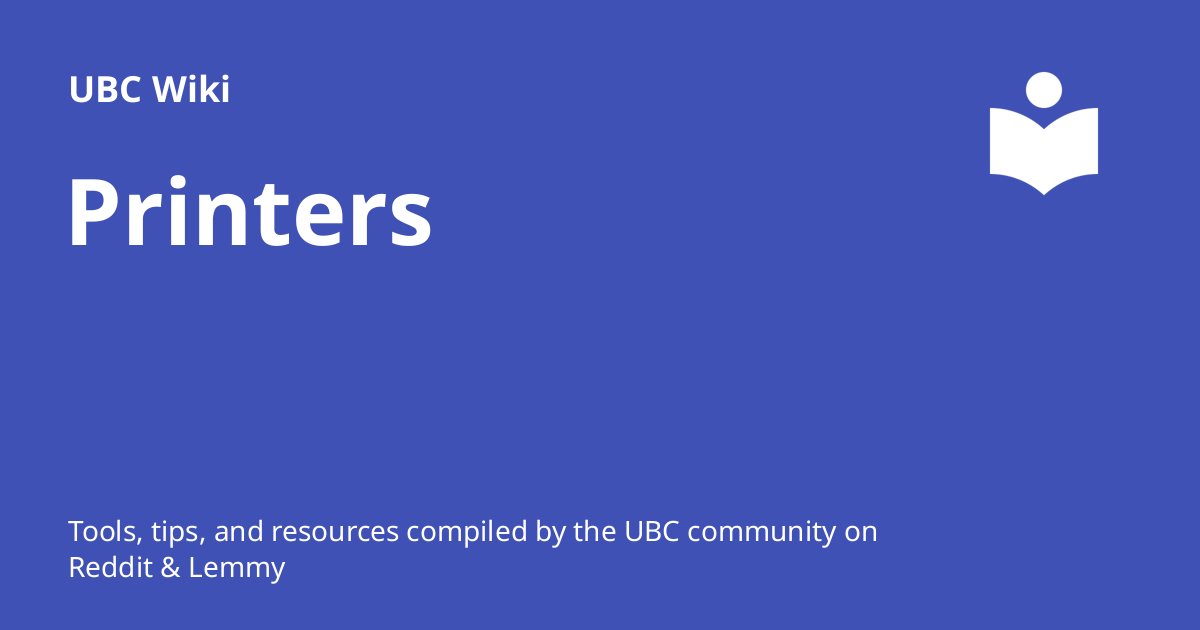 UBC Wiki
Printers
Tools, tips, and resources compiled by the UBC community on
Reddit & Lemmy